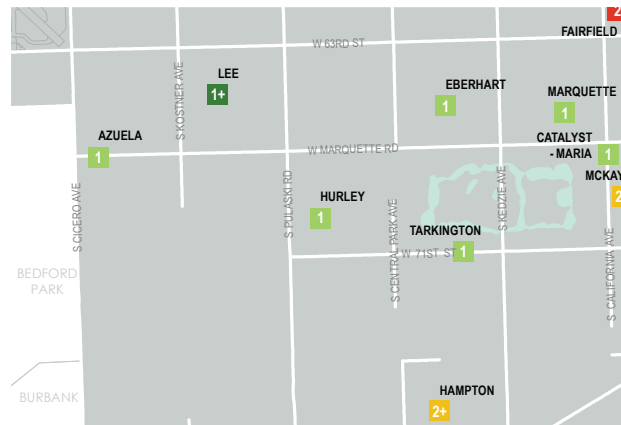 2
FAIRFIELD
W 63RD ST
LEE
1+
S KOSTNER AVE
EBERHART
1
MARQUETTE
1
AZUELA
1
W MARQUETTE RD
CATALYST
- MARIA
1
MCKAY
2
S CICERO AVE
S PULASKI RD
HURLEY
1
S CENTRAL PARK AVE
S KEDZIE AVE
TARKINGTON
1
W 71ST ST
S CALIFORNIA AVE
BEDFORD
PARK
BURBANK
HAMPTON
2+